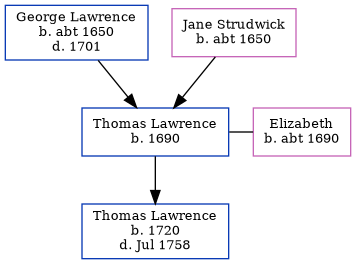 George Lawrence
b. abt 1650
d. 1701
Jane Strudwick
b. abt 1650
Thomas Lawrence
b. 1690
Elizabeth
b. abt 1690
Thomas Lawrence
b. 1720
d. Jul 1758